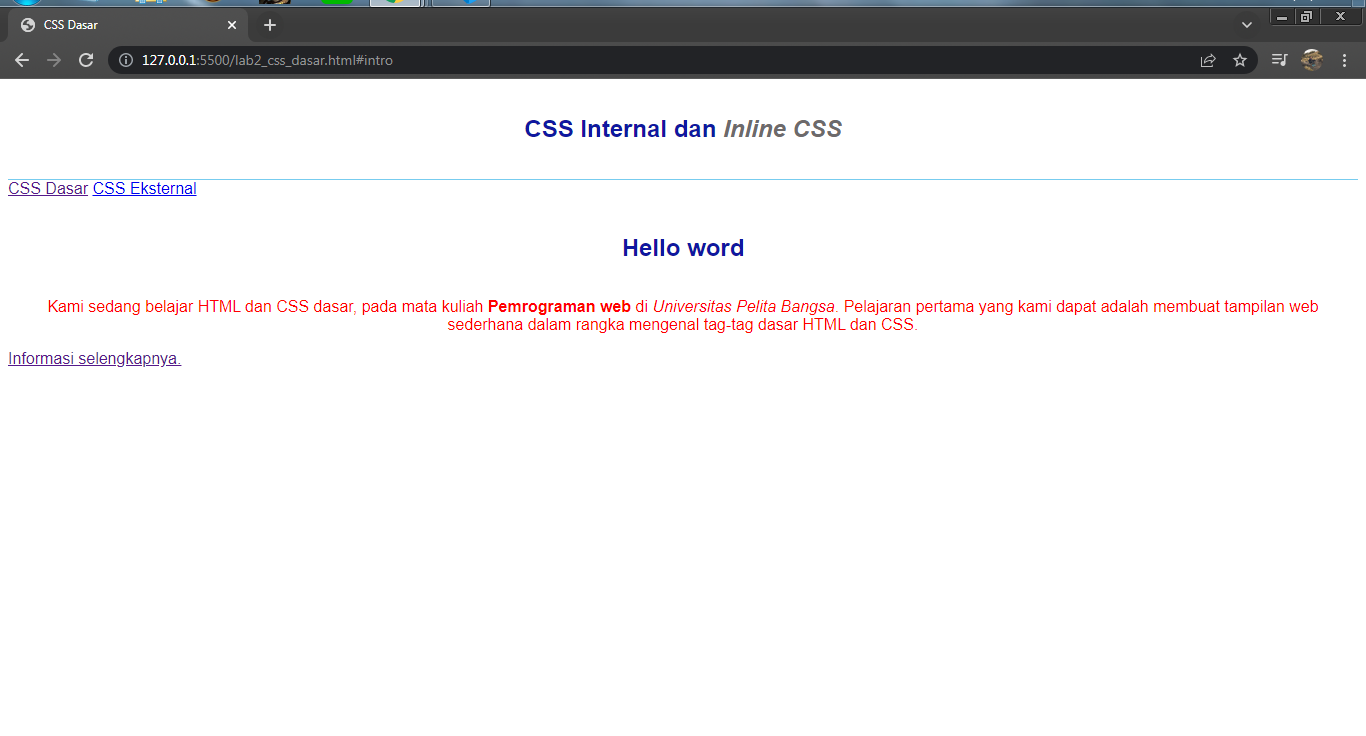 CSS Dasar
127.0.0.1:5500/lab2_css_dasar.html#intro
CSS Internal dan Inline CSS
CSS Dasar CSS Eksternal
Hello word
Kami sedang belajar HTML dan CSS dasar, pada mata kuliah Pemrograman web di Universitas Pelita Bangsa. Pelajaran pertama yang kami dapat adalah membuat tampilan web
sederhana dalam rangka mengenal tag-tag dasar HTML dan CSS.
Informasi selengkapnya.